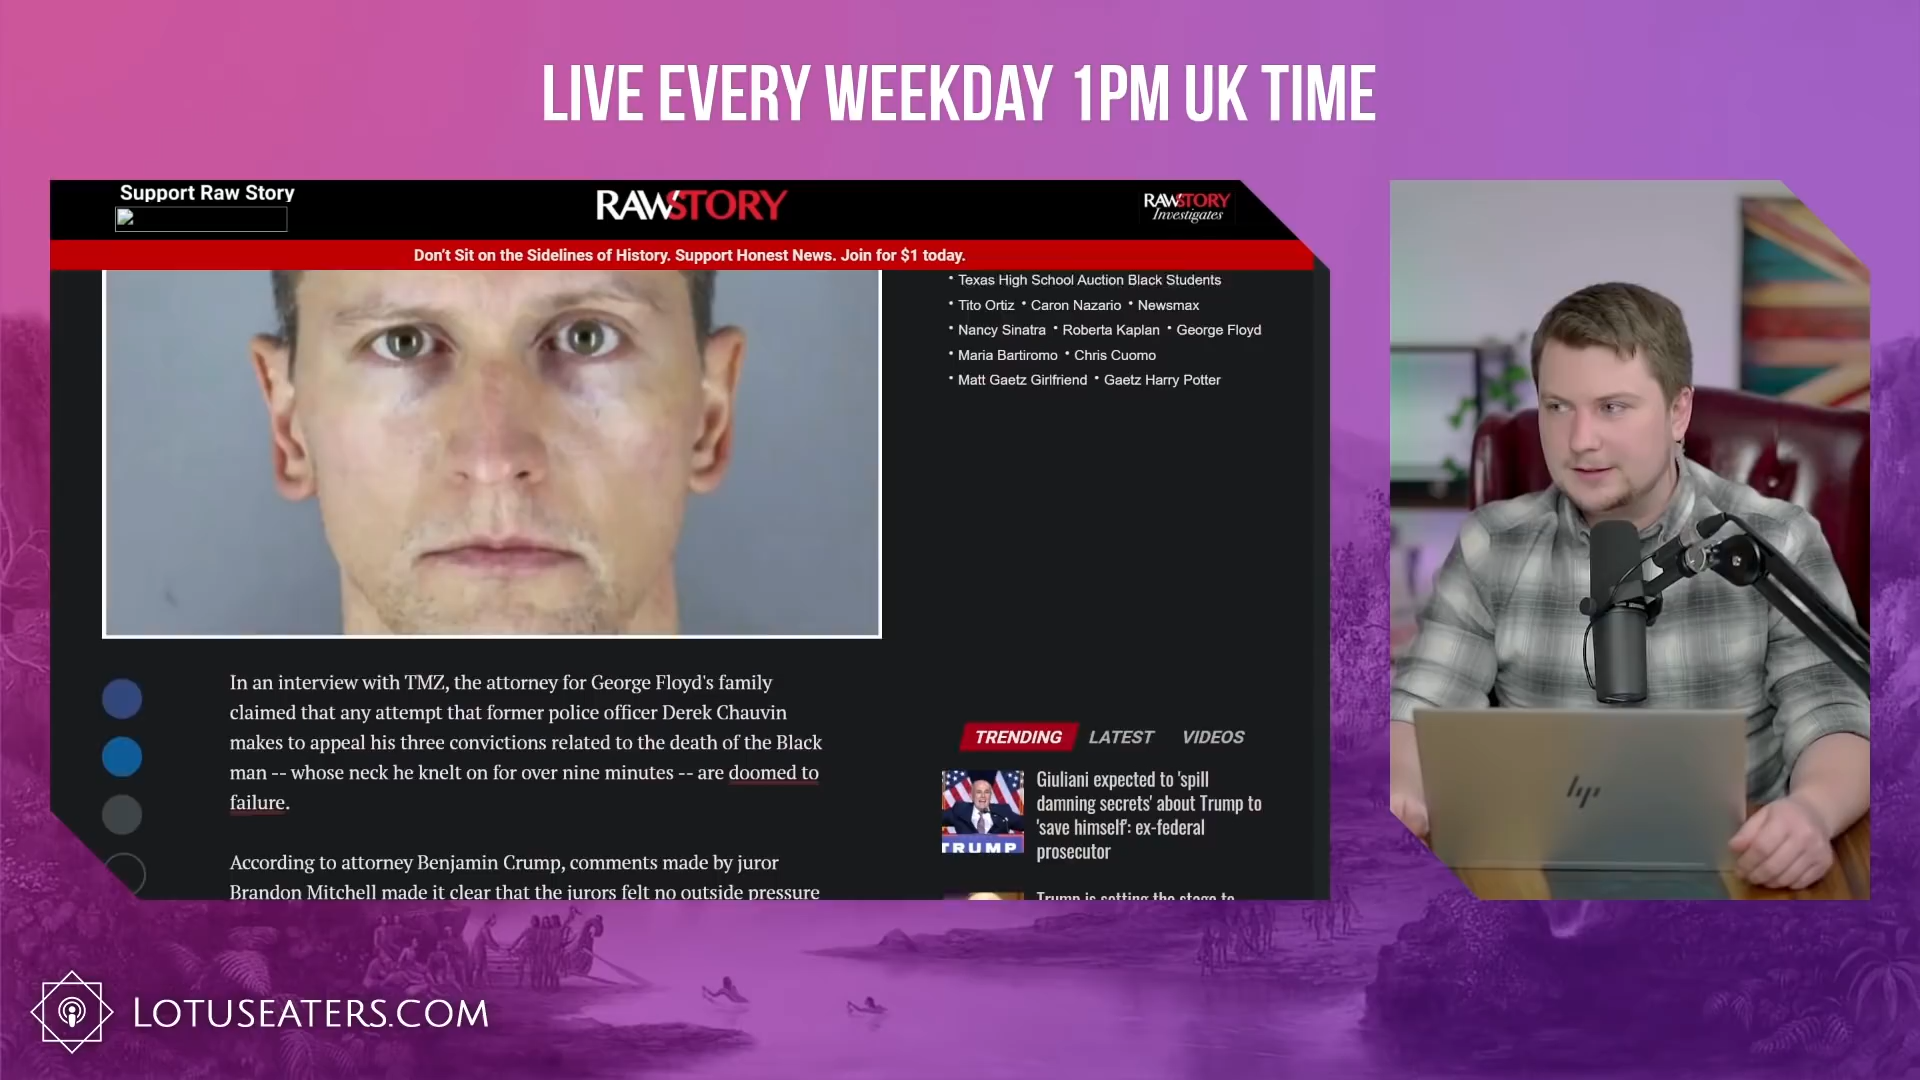 LIVE EVERY WEEKDAY 1PM UK TIME
Support Raw Story
RAWSTORY
RAWSTORY
Investigates
Don't Sit on the Sidelines of History. Support Honest News. Join for $1 today.
• Texas High School Auction Black Students
• Tito Ortiz • Caron Nazario • Newsmax
• Nancy Sinatra • Roberta Kaplan • George Floyd
• Maria Bartiromo • Chris Cuomo
• Matt Gaetz Girlfriend • Gaetz Harry Potter
In an interview with TMZ, the attorney for George Floyd's family
claimed that any attempt that former police officer Derek Chauvin
makes to appeal his three convictions related to the death of the Black
man -- whose neck he knelt on for over nine minutes -- are doomed to
failure.
According to attorney Benjamin Crump, comments made by juror
Brandon Mitchell made it clear that the jurors felt no outside pressure
TRENDING LATEST VIDEOS
TRUMP
Giuliani expected to 'spill
damning secrets' about Trump to
'save himself': ex-federal
prosecutor
Trump is setting the stage to
hp
LOTUSEATERS.COM